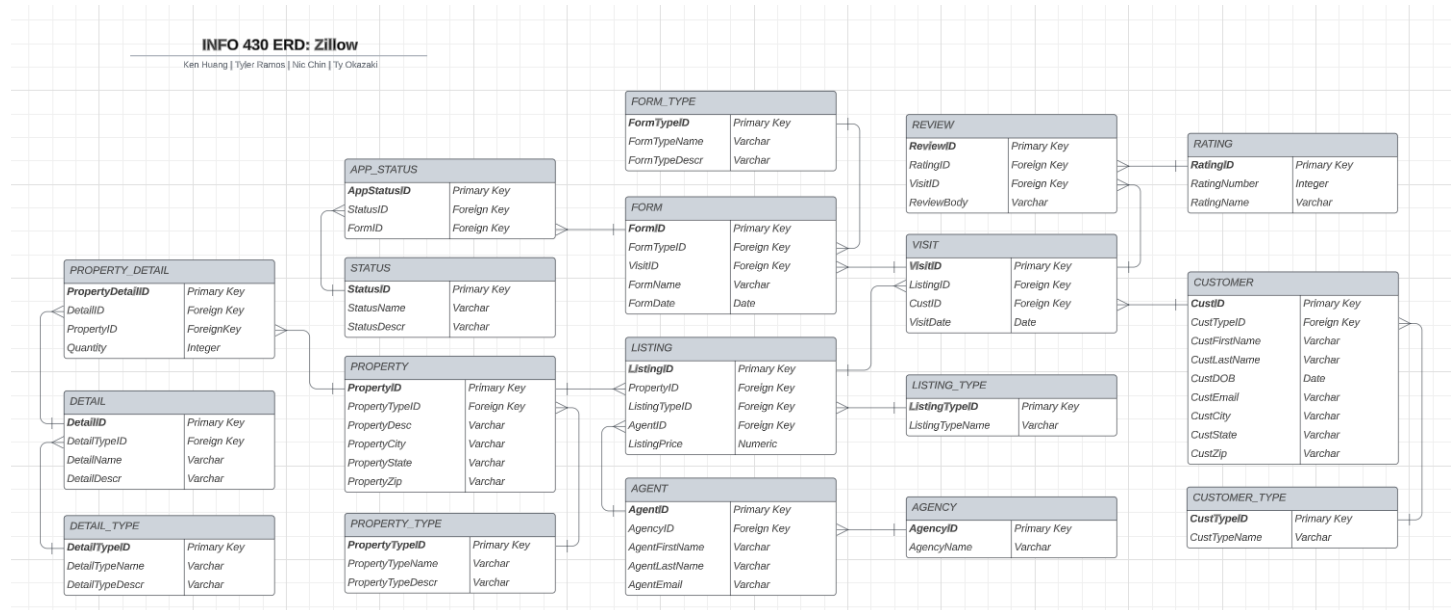 INFO 430 ERD: Zillow
Ken Huang | Tyler Ramos | Nic Chin | Ty Okazaki
PROPERTY_DETAIL
PropertyDetailID Primary Key
DetailID Foreign Key
PropertyID ForeignKey
Quantity Integer
DETAIL
DetailID Primary Key
DetailTypeID Foreign Key
DetailName Varchar
DetailDescr Varchar
DETAIL_TYPE
DetailTypeID Primary Key
DetailTypeName Varchar
DetailTypeDescr Varchar
APP_STATUS
AppStatusID Primary Key
StatusID Foreign Key
FormID Foreign Key
STATUS
StatusID Primary Key
StatusName Varchar
StatusDescr Varchar
PROPERTY
PropertyID Primary Key
PropertyTypeID Foreign Key
PropertyDesc Varchar
PropertyCity Varchar
PropertyState Varchar
PropertyZip Varchar
PROPERTY_TYPE
PropertyTypeID Primary Key
PropertyTypeName Varchar
PropertyTypeDescr Varchar
FORM_TYPE
FormTypeID Primary Key
FormTypeName Varchar
FormTypeDescr Varchar
FORM
FormID Primary Key
FormTypeID Foreign Key
VisitID Foreign Key
FormName Varchar
FormDate Date
LISTING
ListingID Primary Key
PropertyID Foreign Key
ListingTypeID Foreign Key
AgentID Foreign Key
ListingPrice Numeric
AGENT
AgentID Primary Key
AgencyID Foreign Key
AgentFirstName Varchar
AgentLastName Varchar
AgentEmail Varchar
REVIEW
ReviewID Primary Key
RatingID Foreign Key
VisitID Foreign Key
ReviewBody Varchar
VISIT
VisitID Primary Key
ListingID Foreign Key
CustID Foreign Key
VisitDate Date
LISTING_TYPE
ListingTypeID Primary Key
ListingTypeName Varchar
AGENCY
AgencyID Primary Key
AgencyName Varchar
RATING
RatingID Primary Key
RatingNumber Integer
RatingName Varchar
CUSTOMER
CustID Primary Key
CustTypeID Foreign Key
CustFirstName Varchar
CustLastName Varchar
CustDOB Date
CustEmail Varchar
CustCity Varchar
CustState Varchar
CustZip Varchar
CUSTOMER_TYPE
CustTypeID Primary Key
CustTypeName Varchar